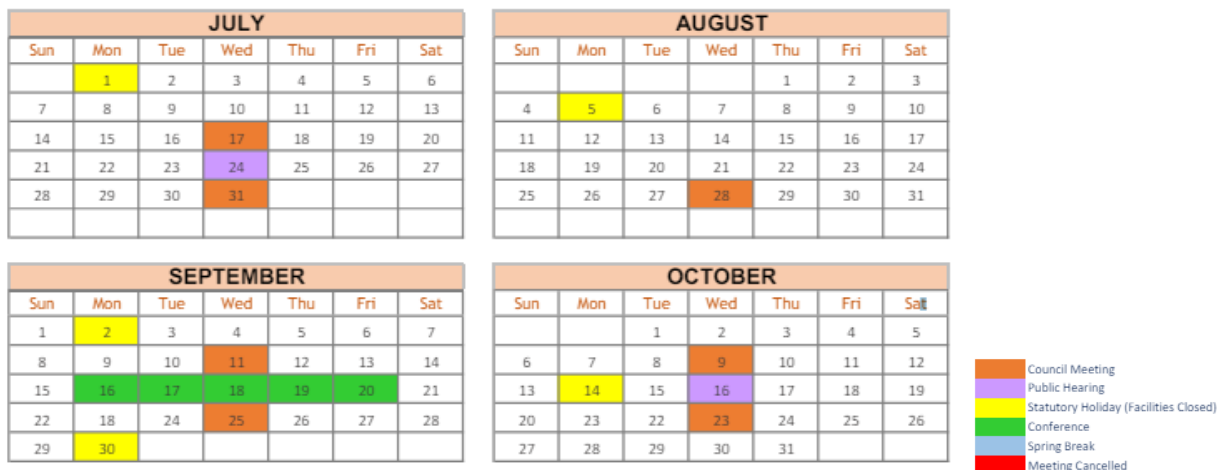 JULY
Sun Mon Tue Wed Thu Fri Sat
1 2 3 4 5 6
7 8 9 10 11 12 13
14 15 16 17 18 19 20
21 22 23 24 25 26 27
28 29 30 31
AUGUST
Sun Mon Tue Wed Thu Fri Sat
1 2 3
4 5 6 7 8 9 10
11 12 13 14 15 16 17
18 19 20 21 22 23 24
25 26 27 28 29 30 31
SEPTEMBER
Sun Mon Tue Wed Thu Fri Sat
1 2 3 4 5 6 7
8 9 10 11 12 13 14
15 16 17 18 19 20 21
22 18 24 25 26 27 28
29 30
OCTOBER
Sun Mon Tue Wed Thu Fri Sat
1 2 3 4 5
6 7 8 9 10 11 12
13 14 15 16 17 18 19
20 23 22 23 24 25 26
27 28 29 30 31
Council Meeting
Public Hearing
Statutory Holiday (Facilities Closed)
Conference
Spring Break
Meeting Cancelled